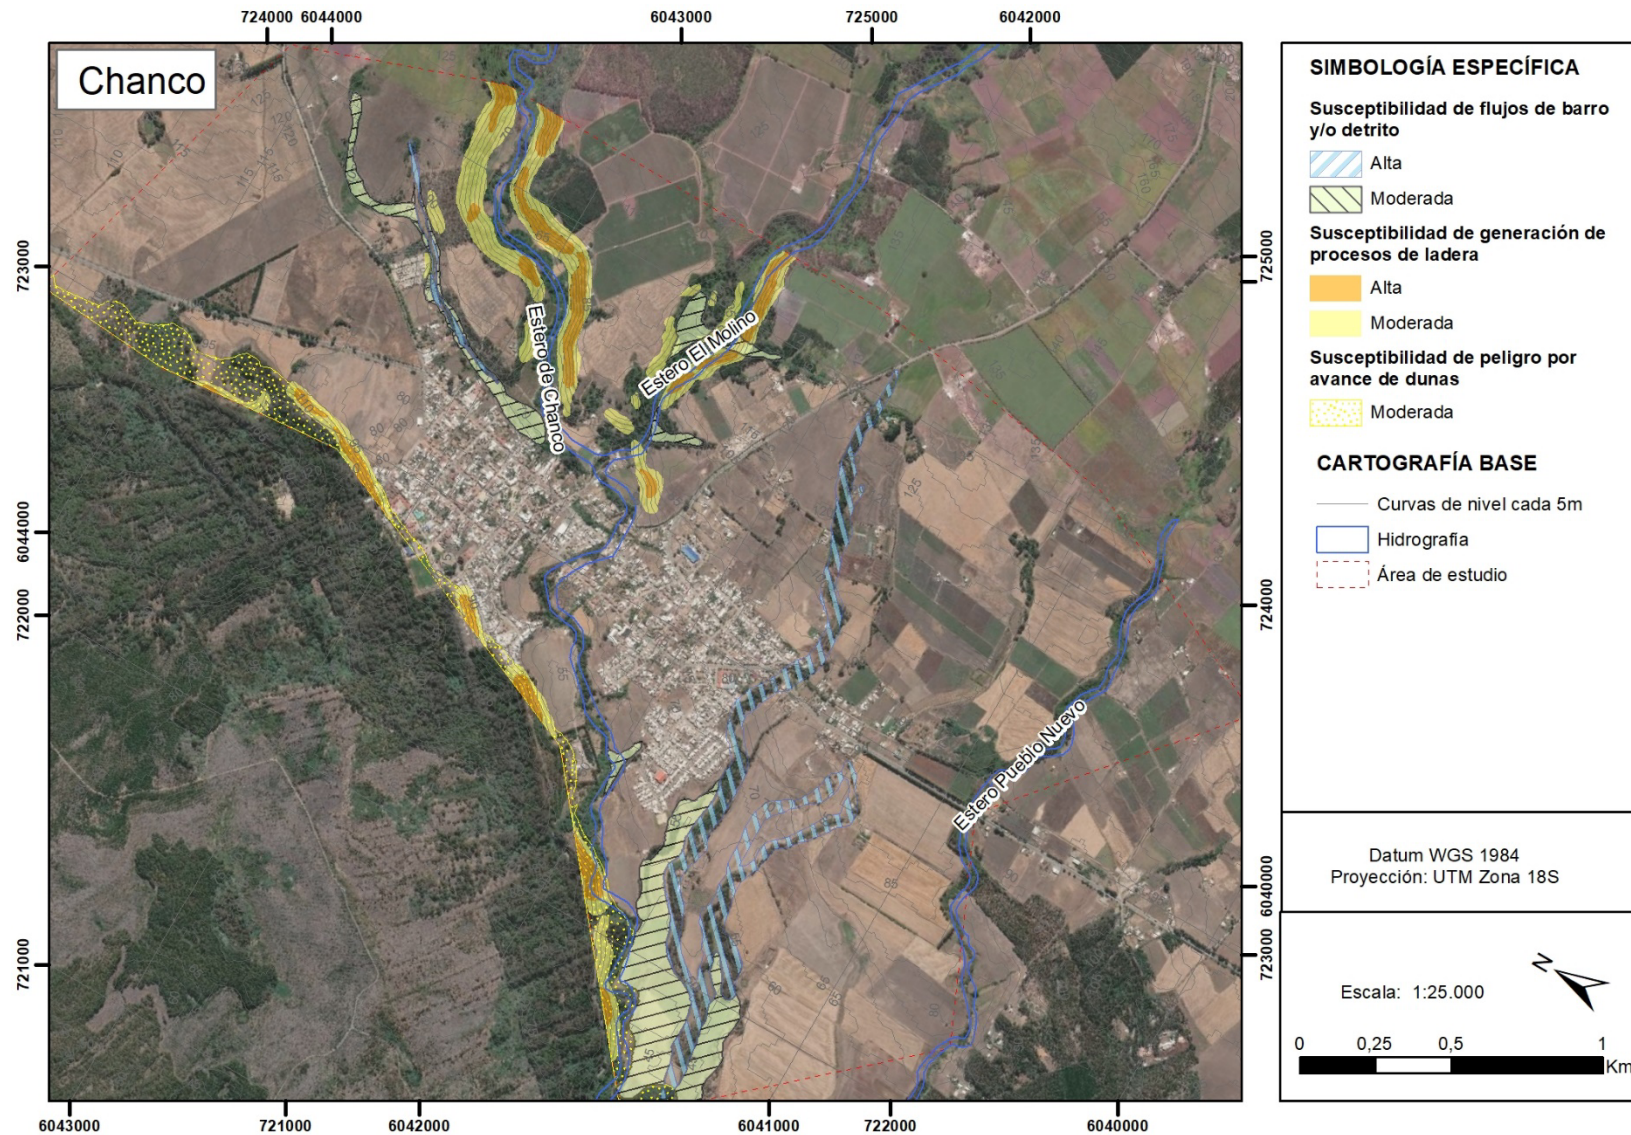 724000 6044000 6043000 725000 6042000
Chanco
723000
6044000
722000
721000
Estero de Chanco
Estero El Molino
Estero Pueblo Nuevo
725000
724000
6040000
723000
6043000 721000 6042000 6041000 722000 6040000
SIMBOLOGÍA ESPECÍFICA
Susceptibilidad de flujos de barro
y/o detrito
Alta
Moderada
Susceptibilidad de generación de
procesos de ladera
Alta
Moderada
Susceptibilidad de peligro por
avance de dunas
Moderada
CARTOGRAFÍA BASE
Curvas de nivel cada 5m
Hidrografía
Área de estudio
Datum WGS 1984
Proyección: UTM Zona 18S
Escala: 1:25.000
N
0 0,25 0,5 1
Km